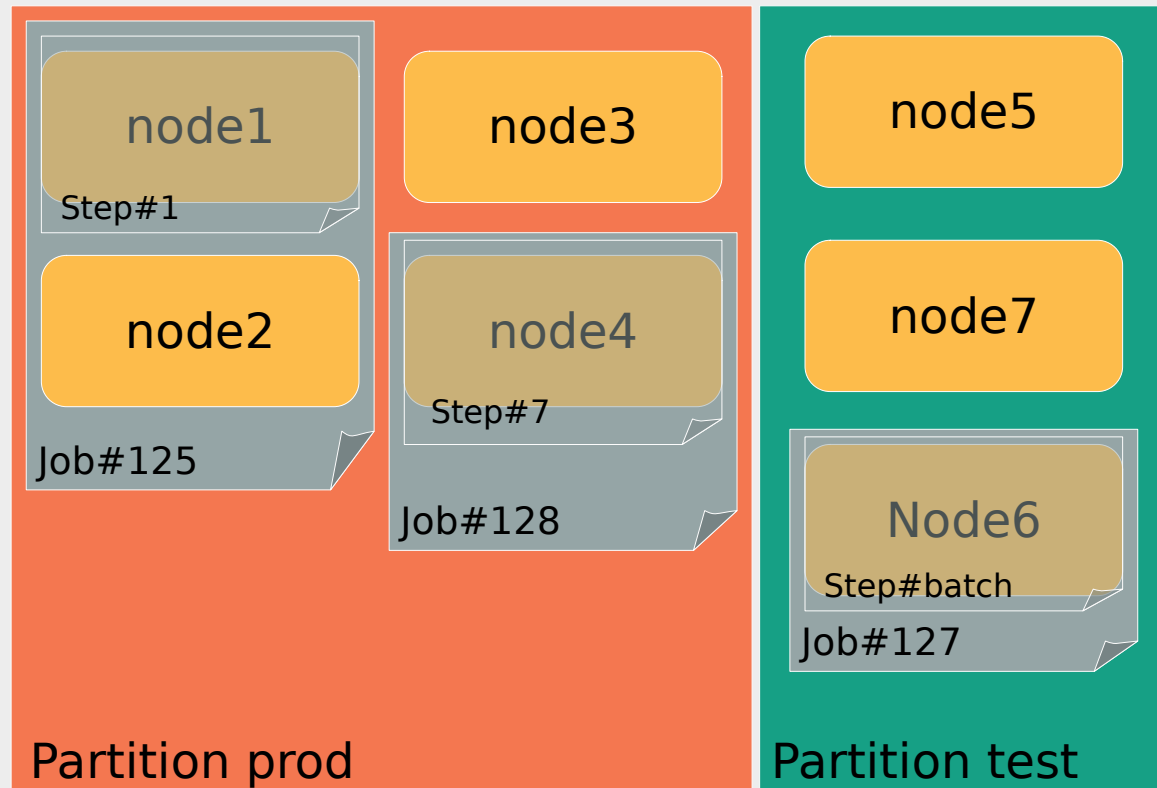 node1
Step#1
node2
Job#125
node3
node4
Step#7
Job#128
Partition prod
node5
node7
Node6
Step#batch
Job#127
Partition test